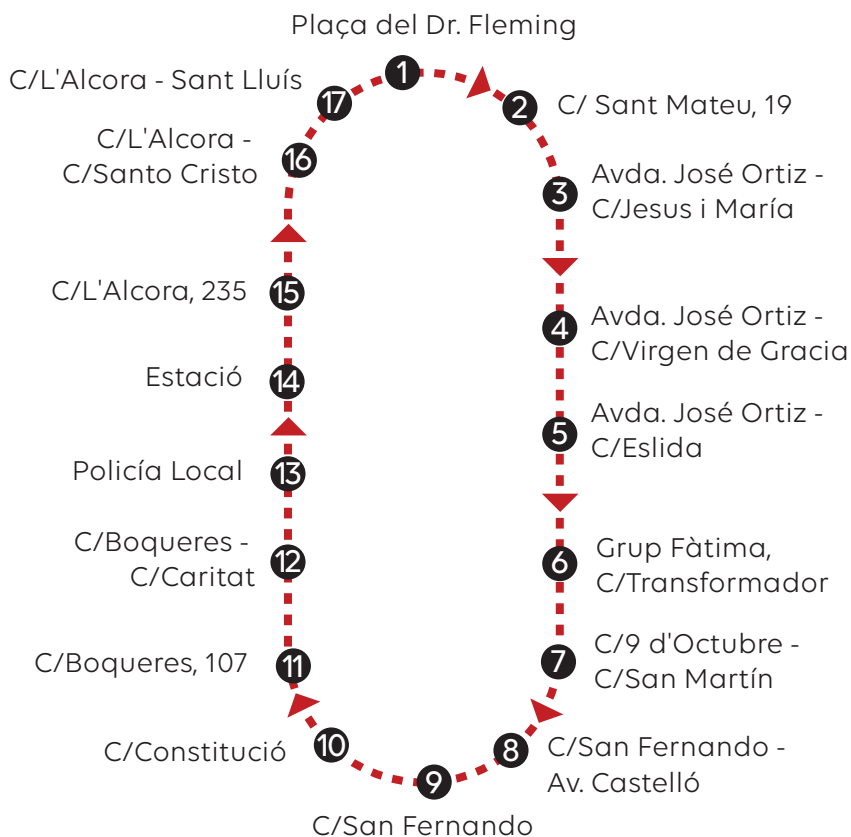 Plaça del Dr. Fleming
1
2
C/ Sant Mateu, 19
3
Avda. José Ortiz -
C/Jesus i María
4
Avda. José Ortiz -
C/Virgen de Gracia
5
Avda. José Ortiz -
C/Eslida
6
Grup Fàtima,
C/Transformador
7
C/9 d'Octubre -
C/San Martín
8
C/San Fernando -
Av. Castelló
9
C/San Fernando
10
C/Constitució
11
C/Boqueres, 107
12
C/Boqueres -
C/Caritat
13
Policía Local
14
Estació
15
C/L'Alcora, 235
16
C/L'Alcora -
C/Santo Cristo
17
C/L'Alcora - Sant Lluís